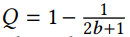 Q = 1 − \frac{1}{2b+1}